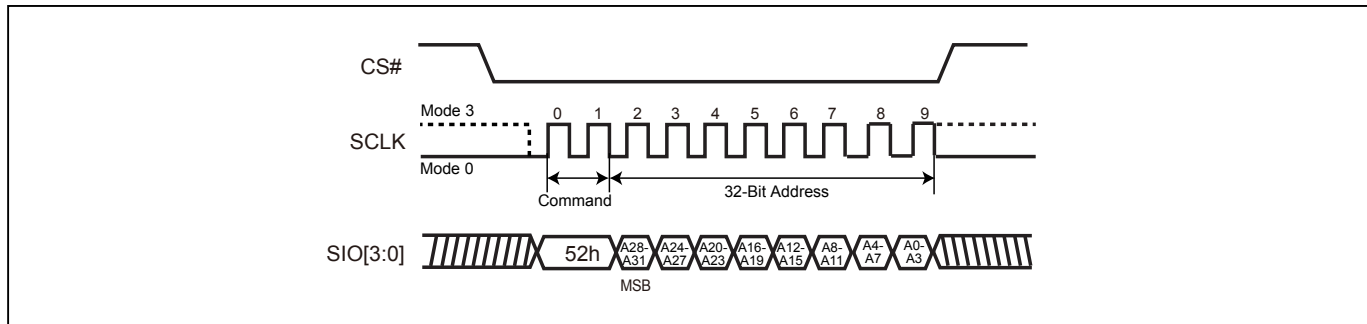 CS#
Mode 3
0 1 2 3 4 5 6 7 8 9
SCLK
Mode 0
Command
32-Bit Address
SIO[3:0]
52h
A28-
A31
A24-
A27
A20-
A23
A16-
A19
A12-
A15
A8-
A11
A4-
A7
A0-
A3
MSB